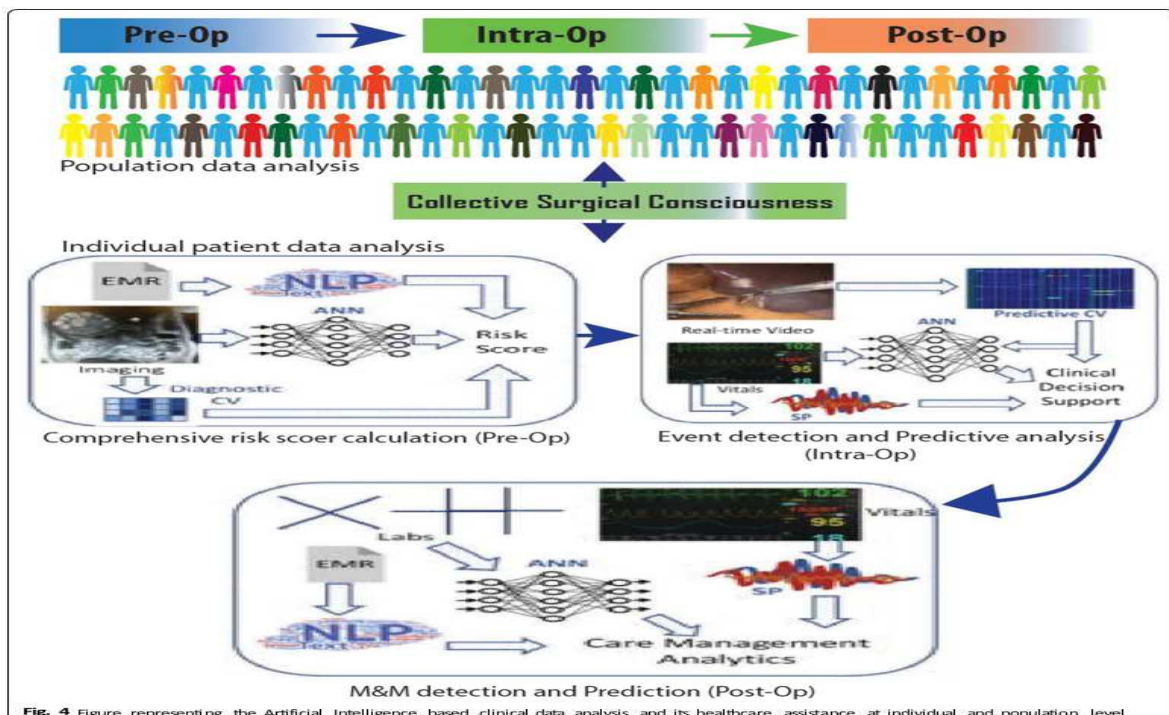 Pre-Op
Intra-Op
Post-Op
Population data analysis
Collective Surgical Consciousness
Individual patient data analysis
EMR
NLP
Text
ANN
Imaging
Diagnostic
CV
Risk
Score
Comprehensive risk scoer calculation (Pre-Op)
Real-time Video
Predictive CV
ANN
102
95
18
Vitals
SP
Clinical
Decision
Support
Event detection and Predictive analysis
(Intra-Op)
Labs
102
95
18
Vitals
EMR
ANN
SP
NLP
Text
Care Management
Analytics
M&M detection and Prediction (Post-Op)
Fig. 4 Figure representing the Artificial Intelligence based clinical data analysis and its healthcare assistance at individual and population level